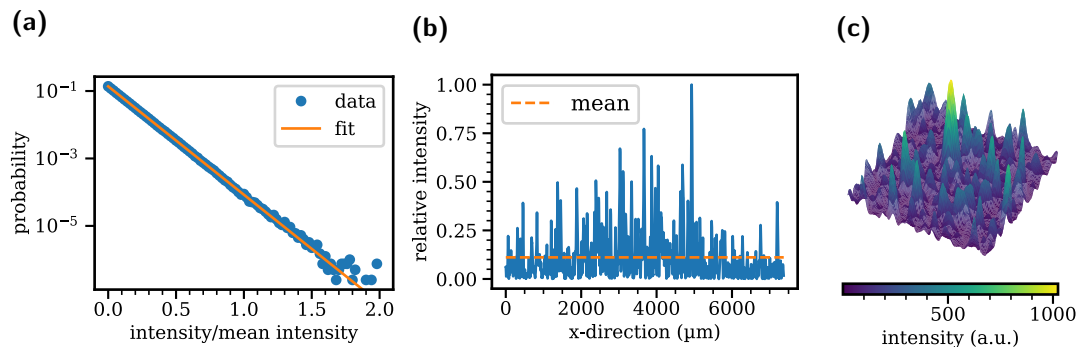 (a)
10⁻¹
10⁻³
10⁻⁵
probability
0.0 0.5 1.0 1.5 2.0
intensity/mean intensity
data
fit
(b)
1.00
0.75
0.50
0.25
0.00
relative intensity
0 2000 4000 6000
x-direction (µm)
mean
(c)
500 1000
intensity (a.u.)